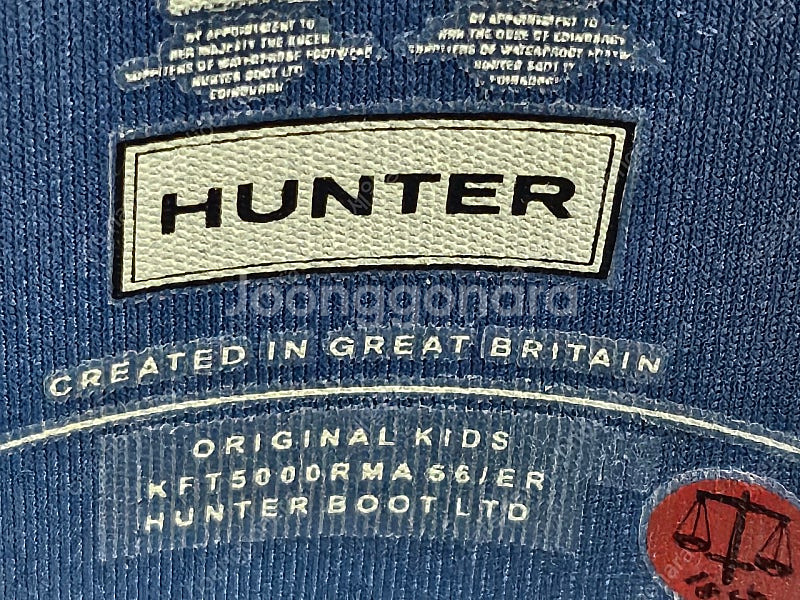 BY APPOINTMENT TO
HER MAJESTY THE QUEEN
SUPPLIERS OF WATERPROOF FOOTWEAR
HUNTER BOOT LTD
EDINBURGH
BY APPOINTMENT TO
HRH THE DUKE OF EDINBURGH
SUPPLIERS OF WATERPROOF
HUNTER BOOT
EDINBURGH
HUNTER
Joonggonara
CREATED IN GREAT BRITAIN
ORIGINAL KIDS
KFT5000RMA 66/ER
HUNTER BOOT LTD